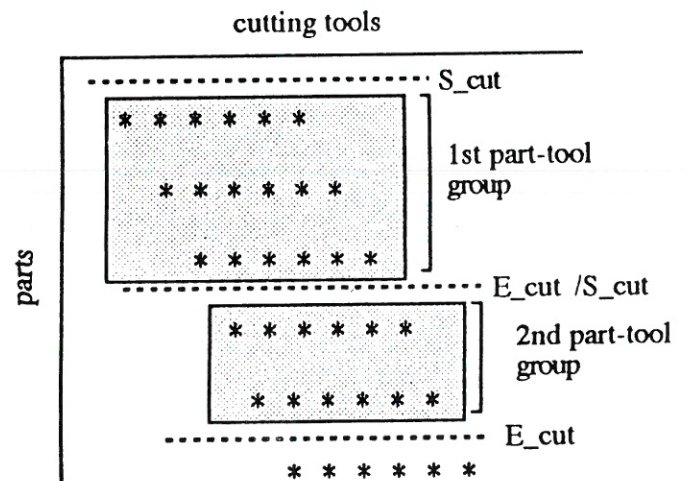 cutting tools
S_cut
* * * * * *
1st part-tool
group
* * * * * *
parts
* * * * * *
E_cut /S_cut
* * * * * *
2nd part-tool
group
* * * * * *
E_cut
* * * * * *